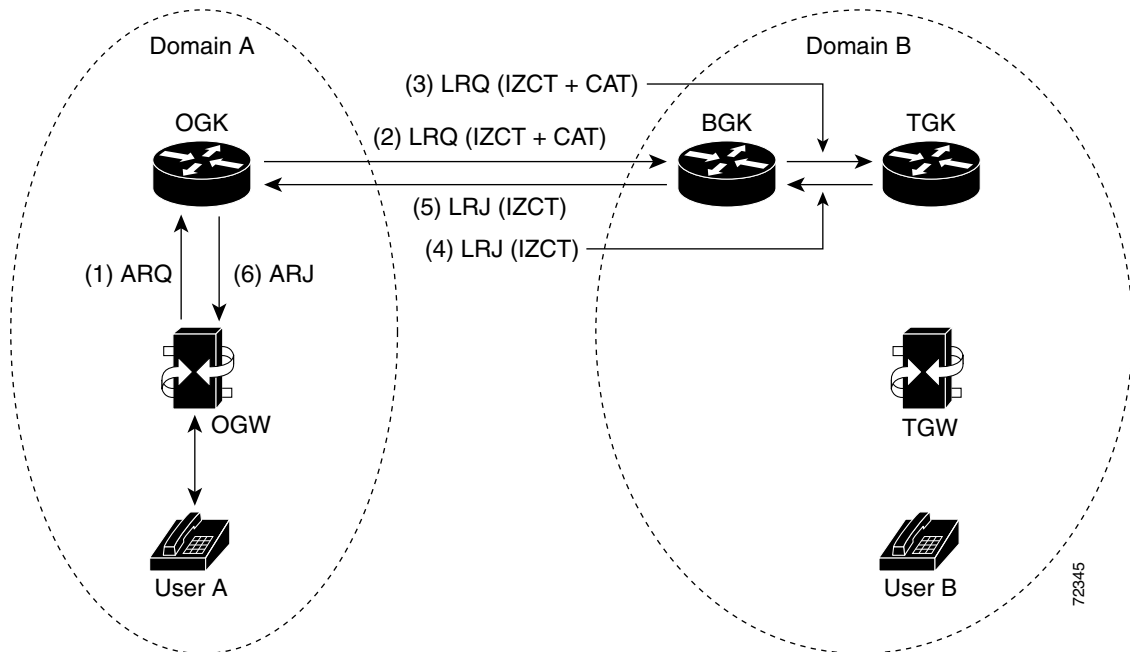 Domain A
Domain B
(3) LRQ (IZCT + CAT)
OGK
(2) LRQ (IZCT + CAT)
BGK
TGK
(5) LRJ (IZCT)
(4) LRJ (IZCT)
(1) ARQ
(6) ARJ
OGW
TGW
User A
User B
72345